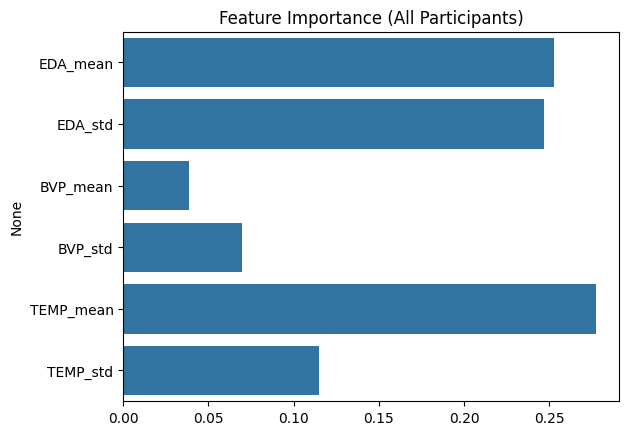 Feature Importance (All Participants)
EDA_mean
EDA_std
BVP_mean
BVP_std
TEMP_mean
TEMP_std
None
0.00 0.05 0.10 0.15 0.20 0.25